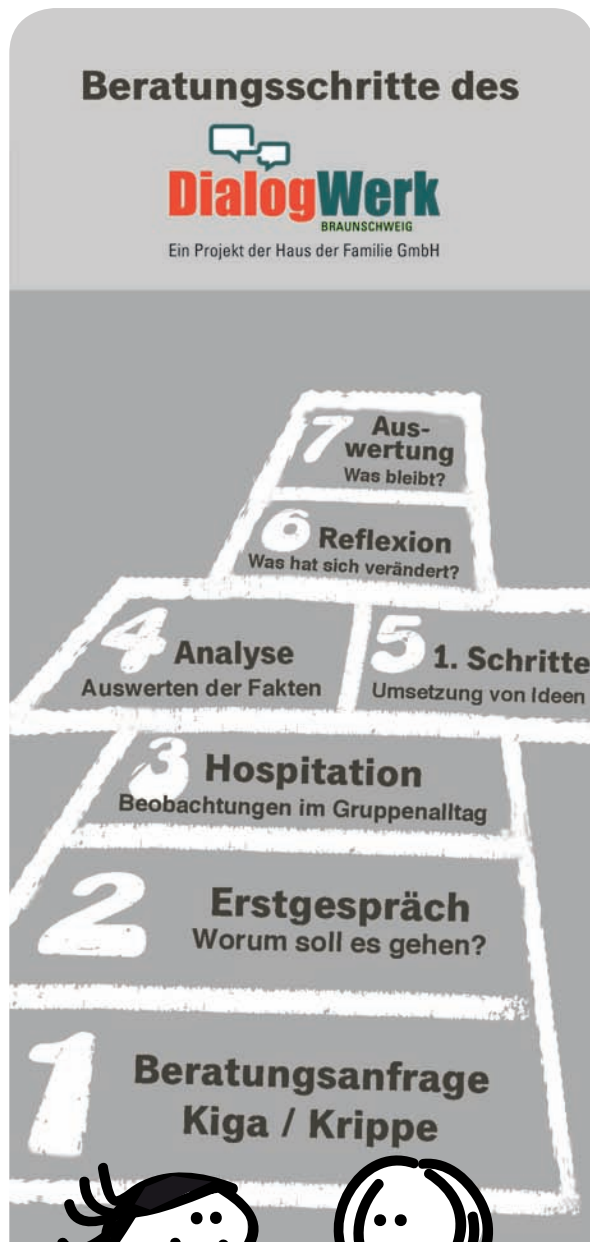 Beratungsschritte des
DialogWerk
BRAUNSCHWEIG
Ein Projekt der Haus der Familie GmbH
7 Aus-
wertung
Was bleibt?
6 Reflexion
Was hat sich verändert?
4 Analyse
Auswerten der Fakten
5 1. Schritte
Umsetzung von Ideen
3 Hospitation
Beobachtungen im Gruppenalltag
2 Erstgespräch
Worum soll es gehen?
1 Beratungsanfrage
Kiga / Krippe